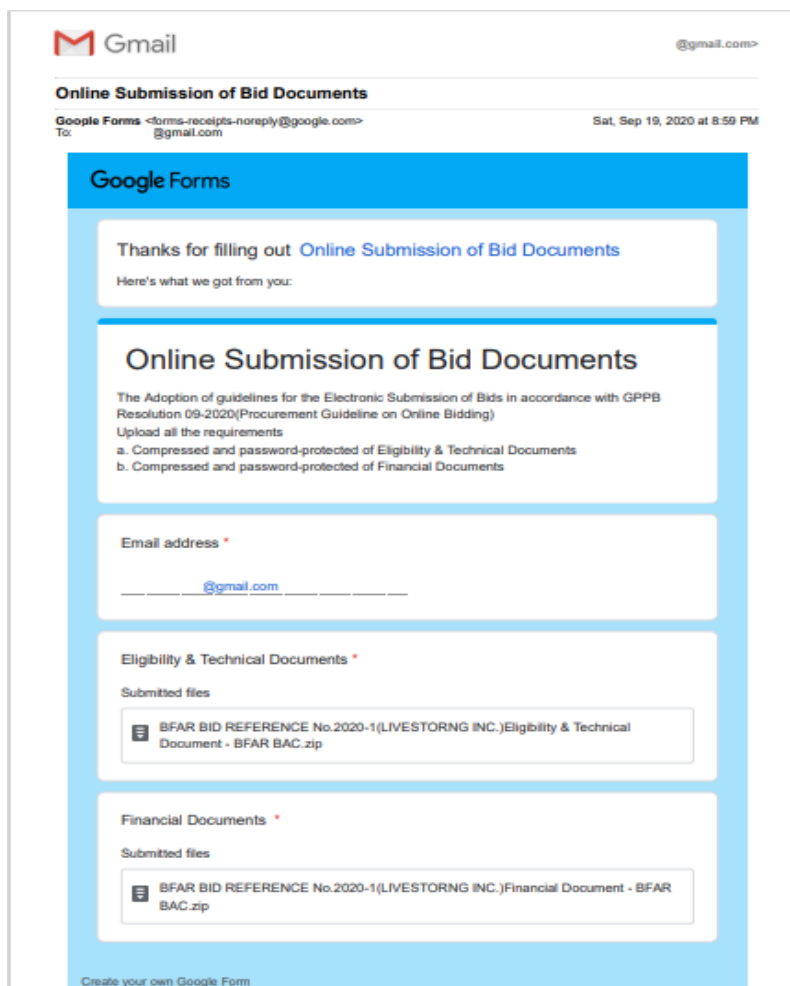 Gmail
@gmail.com>
Online Submission of Bid Documents
Google Forms <forms-receipts-noreply@google.com>
Sat, Sep 19, 2020 at 8:59 PM
To: @gmail.com
Google Forms
Thanks for filling out Online Submission of Bid Documents
Here's what we got from you:
Online Submission of Bid Documents
The Adoption of guidelines for the Electronic Submission of Bids in accordance with GPPB
Resolution 09-2020(Procurement Guideline on Online Bidding)
Upload all the requirements
a. Compressed and password-protected of Eligibility & Technical Documents
b. Compressed and password-protected of Financial Documents
Email address *
@gmail.com
Eligibility & Technical Documents *
Submitted files
BFAR BID REFERENCE No.2020-1(LIVESTORNG INC.)Eligibility & Technical
Document - BFAR BAC.zip
Financial Documents *
Submitted files
BFAR BID REFERENCE No.2020-1(LIVESTORNG INC.)Financial Document - BFAR
BAC.zip
Create your own Google Form